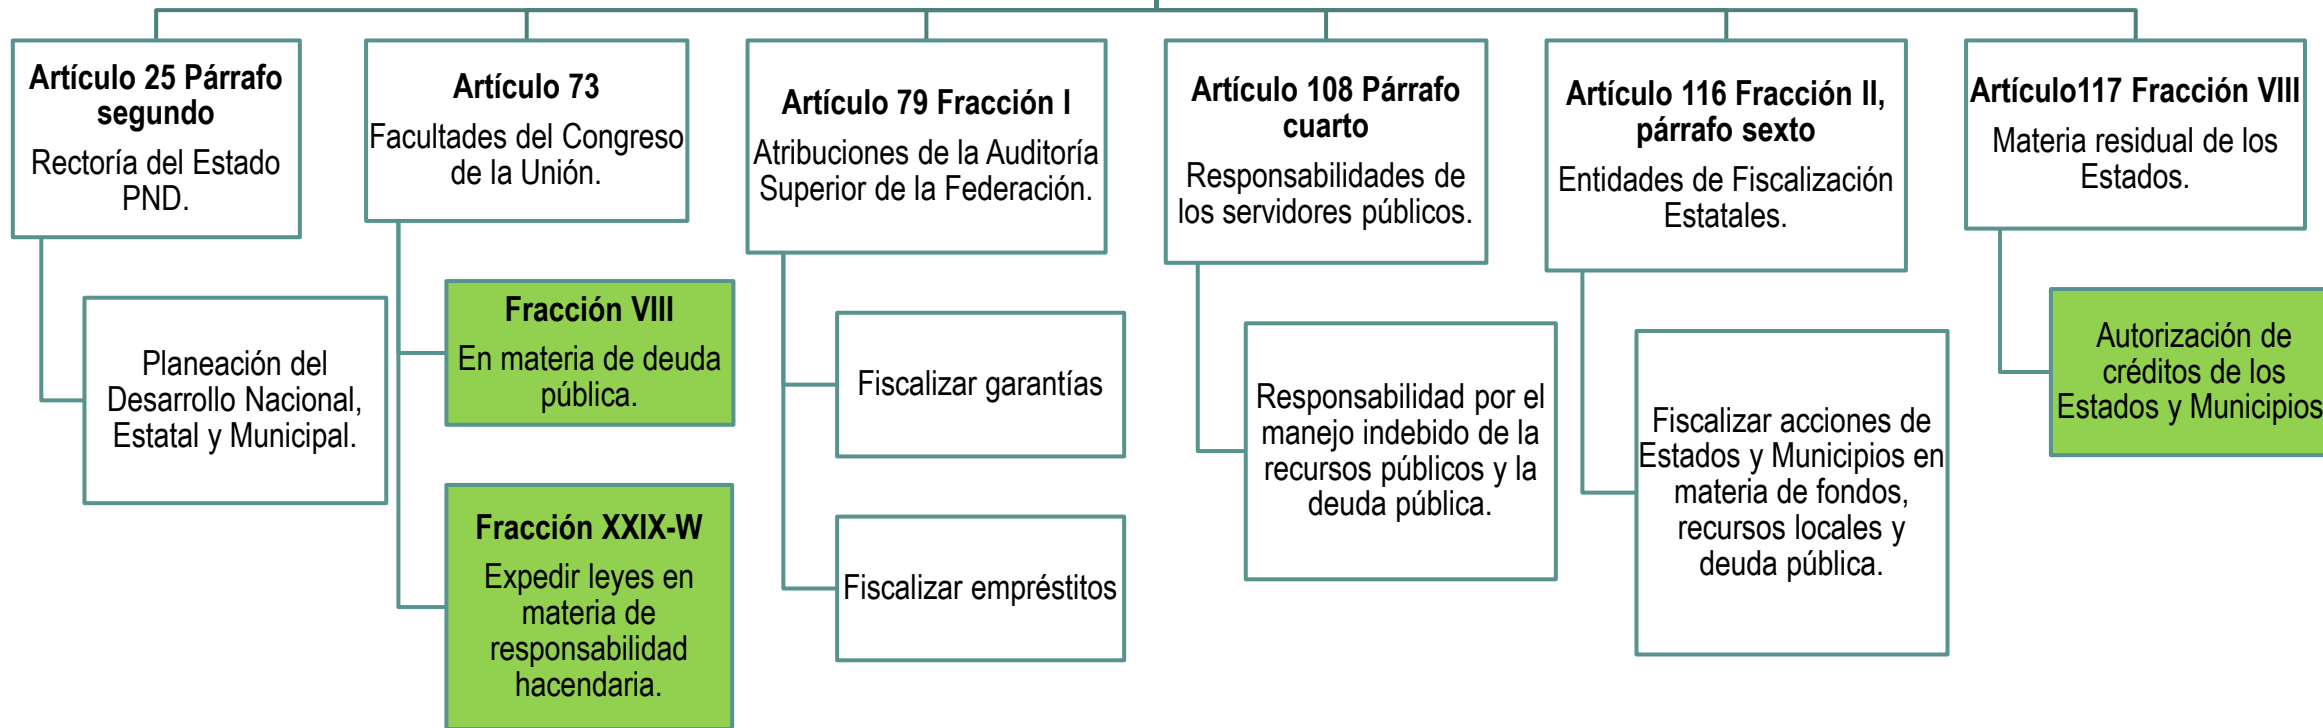 Artículo 25 Párrafo
segundo
Rectoría del Estado
PND.
Planeación del
Desarrollo Nacional,
Estatal y Municipal.
Artículo 73
Facultades del Congreso
de la Unión.
Fracción VIII
En materia de deuda
pública.
Fracción XXIX-W
Expedir leyes en
materia de
responsabilidad
hacendaria.
Artículo 79 Fracción I
Atribuciones de la Auditoría
Superior de la Federación.
Fiscalizar garantías
Fiscalizar empréstitos
Artículo 108 Párrafo
cuarto
Responsabilidades de
los servidores públicos.
Responsabilidad por el
manejo indebido de la
recursos públicos y la
deuda pública.
Artículo 116 Fracción II,
párrafo sexto
Entidades de Fiscalización
Estatales.
Fiscalizar acciones de
Estados y Municipios en
materia de fondos,
recursos locales y
deuda pública.
Artículo117 Fracción VIII
Materia residual de los
Estados.
Autorización de
créditos de los
Estados y Municipios